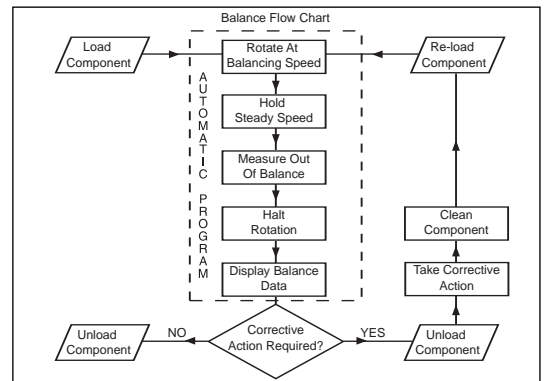 Balance Flow Chart
Load
Component
Rotate At
Balancing Speed
Re-load
Component
AUTOMATIC PROGRAM
Hold
Steady Speed
Measure Out
Of Balance
Halt
Rotation
Clean
Component
Display Balance
Data
Take Corrective
Action
Unload
Component
NO
Corrective
Action Required?
YES
Unload
Component